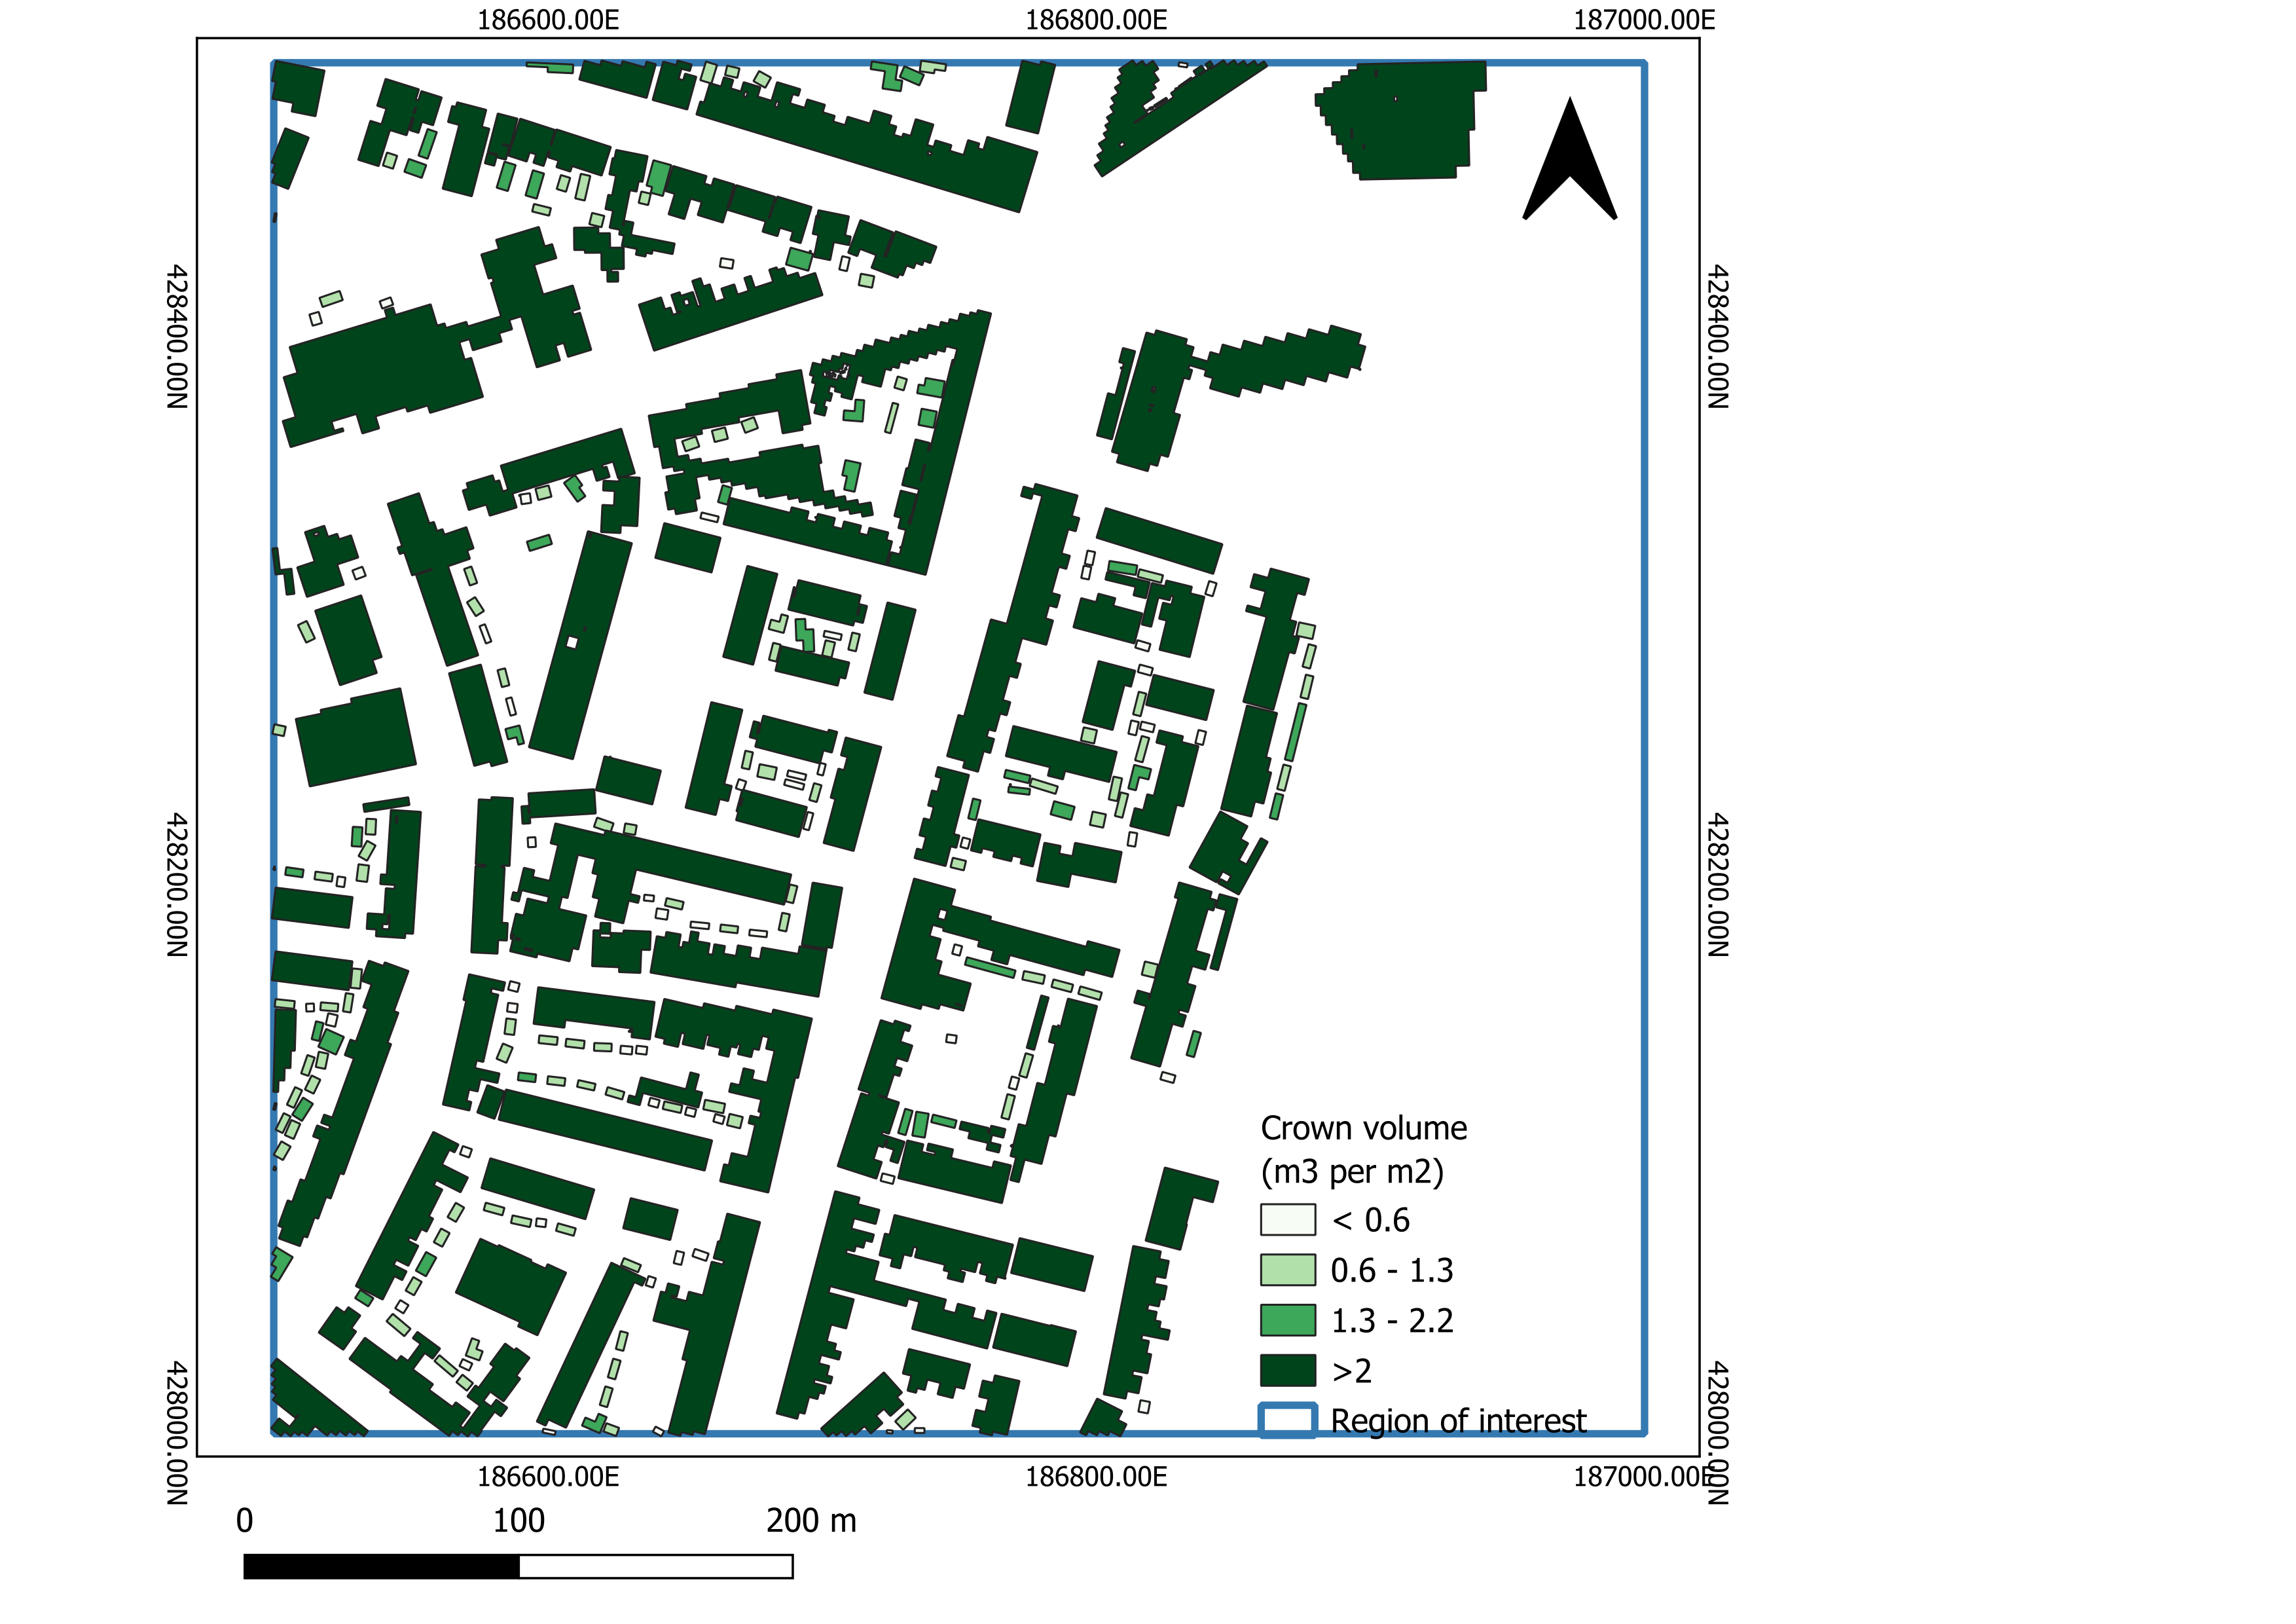 186600.00E 186800.00E 187000.00E
428400.00N 428400.00N
428200.00N 428200.00N
Crown volume
(m3 per m2)
< 0.6
0.6 - 1.3
1.3 - 2.2
>2
Region of interest
428000.00N 428000.00N
186600.00E 186800.00E 187000.00E
0 100 200 m